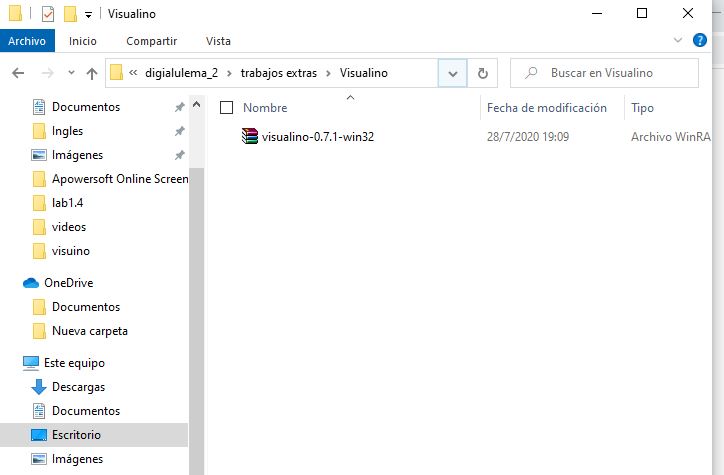 Visualino
Archivo Inicio Compartir Vista
digialulema_2 trabajos extras Visualino Buscar en Visualino
Nombre Fecha de modificación Tipo
visualino-0.7.1-win32 28/7/2020 19:09 Archivo WinRA
Documentos
Ingles
Imágenes
Apowersoft Online Screen
lab1.4
videos
visuino
OneDrive
Documentos
Nueva carpeta
Este equipo
Descargas
Documentos
Escritorio
Imágenes